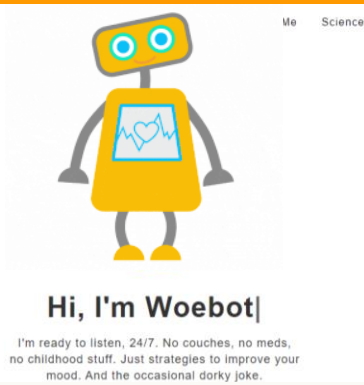 Me Science
Hi, I'm Woebot|
I'm ready to listen, 24/7. No couches, no meds,
no childhood stuff. Just strategies to improve your
mood. And the occasional dorky joke.